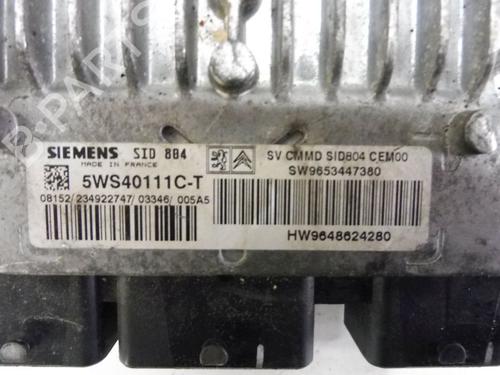 SIEMENS SID 804
MADE IN FRANCE
5WS40111C-T
08152/234922747/03346/005A5
SV CMMD SID804 CEM00
SW9653447380
HW9648624280